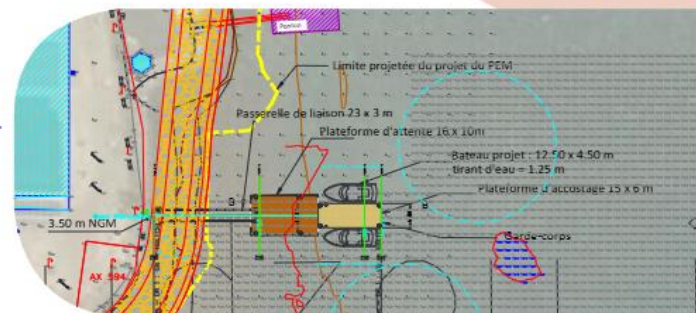 Ponton
Limite projetée du projet du PEM
Passerelle de liaison 23 x 3 m
Plateforme d'attente 16 x 10m
Bateau projet : 12.50 x 4.50 m
tirant d'eau = 1.25 m
Plateforme d'accostage 15 x 6 m
3.50 m NGM
Garde-corps
AX 594